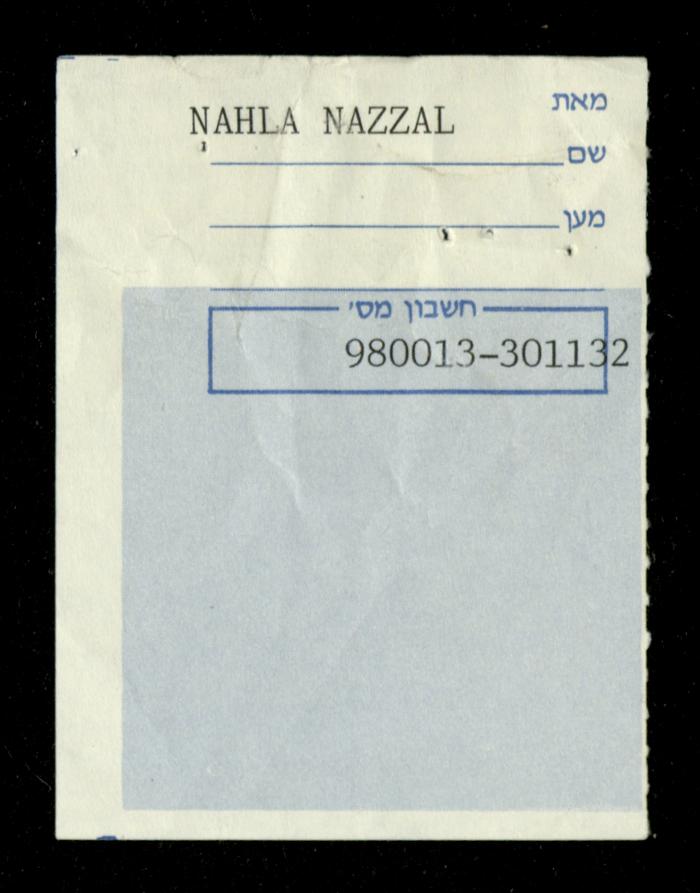 מאת
NAHLA NAZZAL
שם
מען
חשבון מס׳
980013-301132